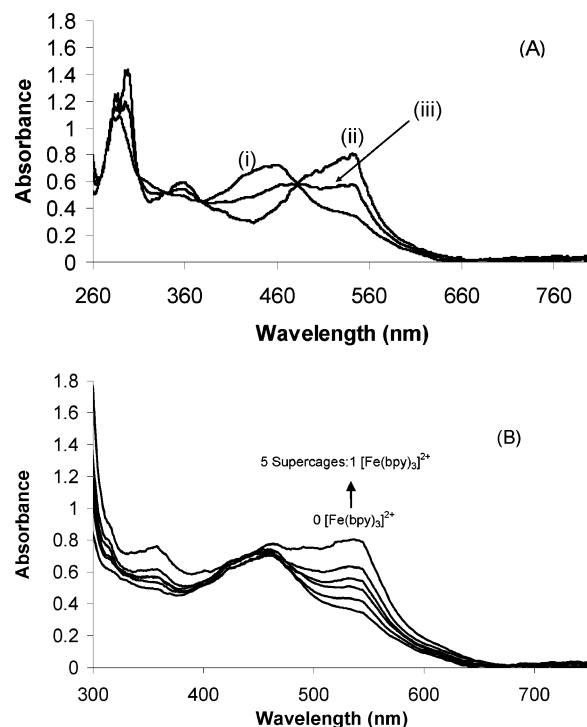 (A)
1.8
1.6
1.4
1.2
1
0.8
0.6
0.4
0.2
0
Absorbance
(i)
(ii)
(iii)
260 360 460 560 660 760
Wavelength (nm)
(B)
1.8
1.6
1.4
1.2
1
0.8
0.6
0.4
0.2
0
Absorbance
5 Supercages:1 [Fe(bpy)₃]²⁺
0 [Fe(bpy)₃]²⁺
300 400 500 600 700
Wavelength (nm)